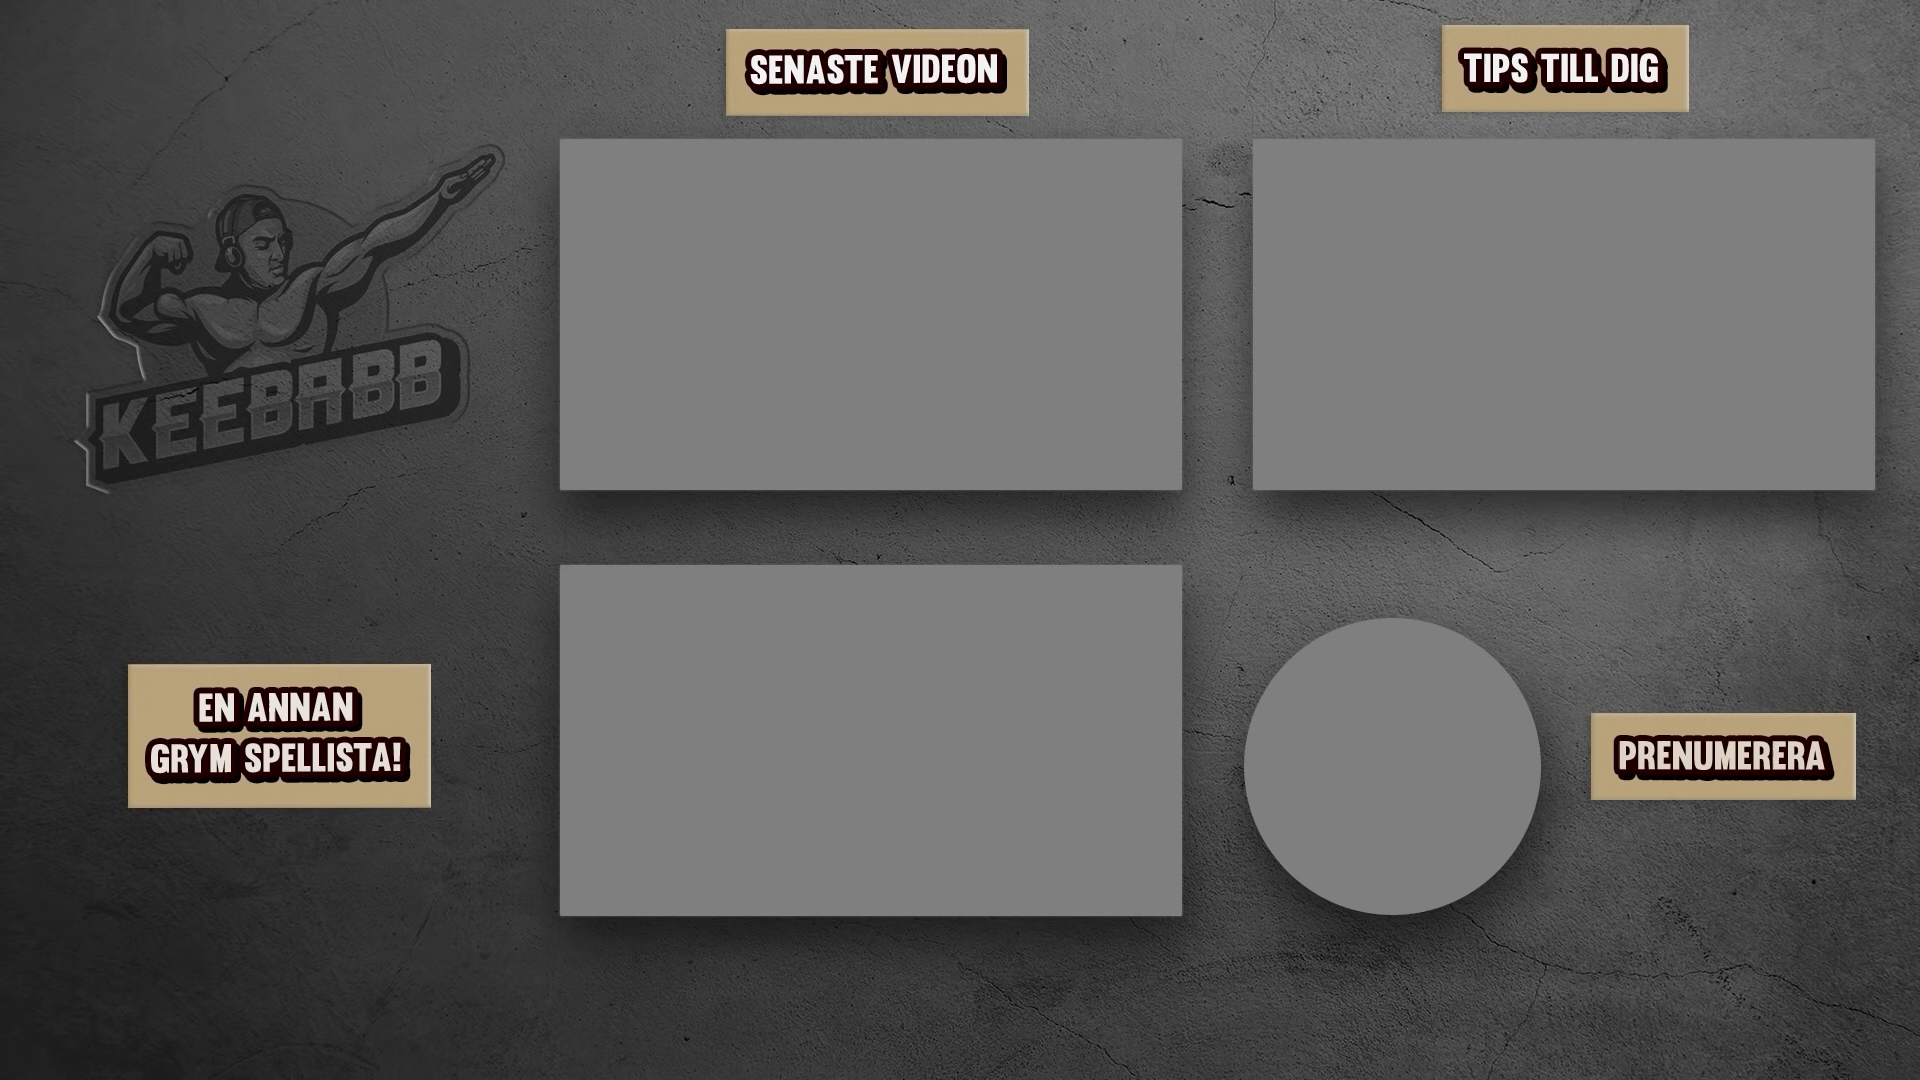 SENASTE VIDEON
TIPS TILL DIG
KEEBABB
EN ANNAN
GRYM SPELLISTA!
PRENUMERERA